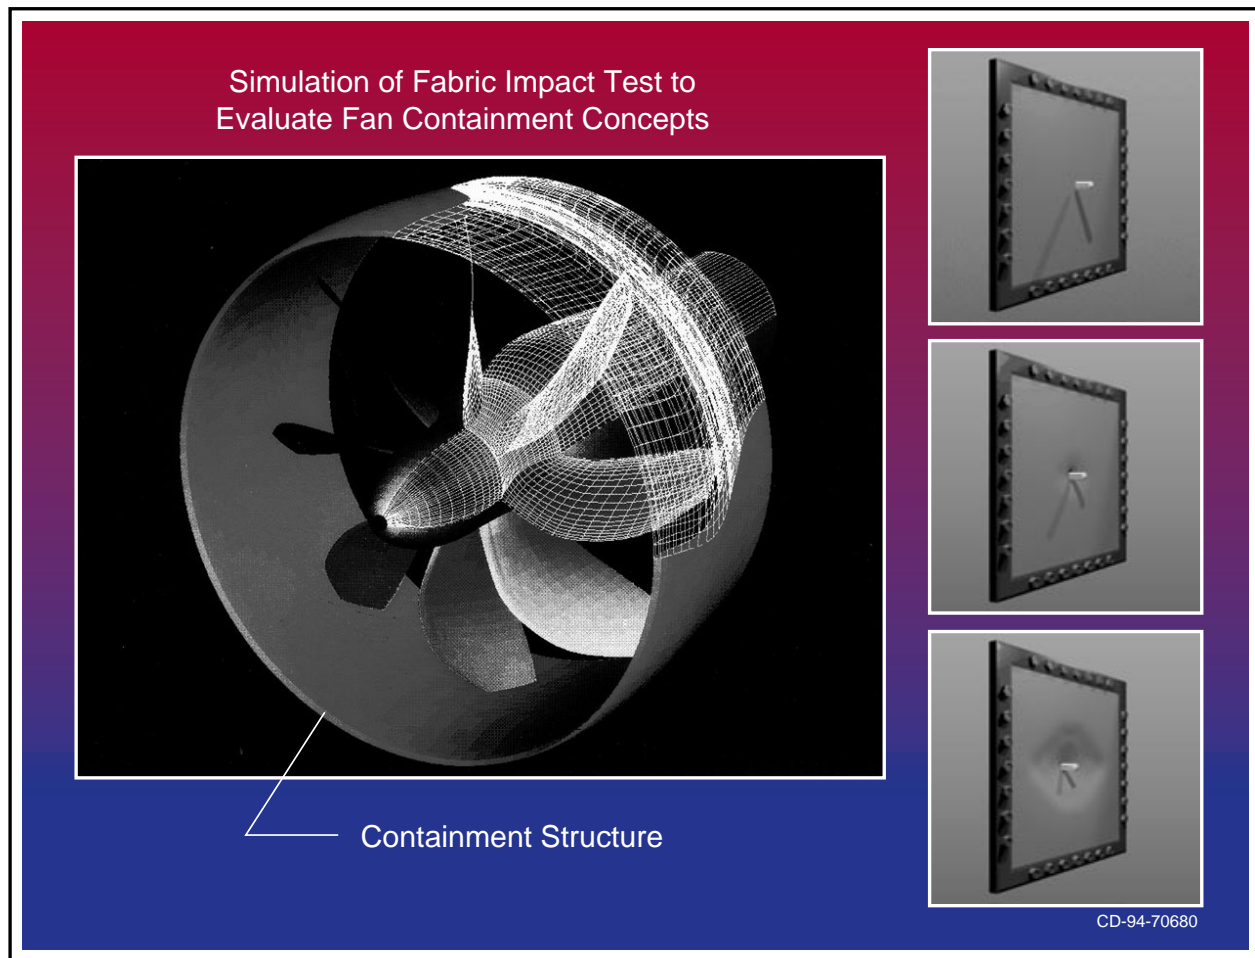 Simulation of Fabric Impact Test to
Evaluate Fan Containment Concepts
Containment Structure
CD-94-70680